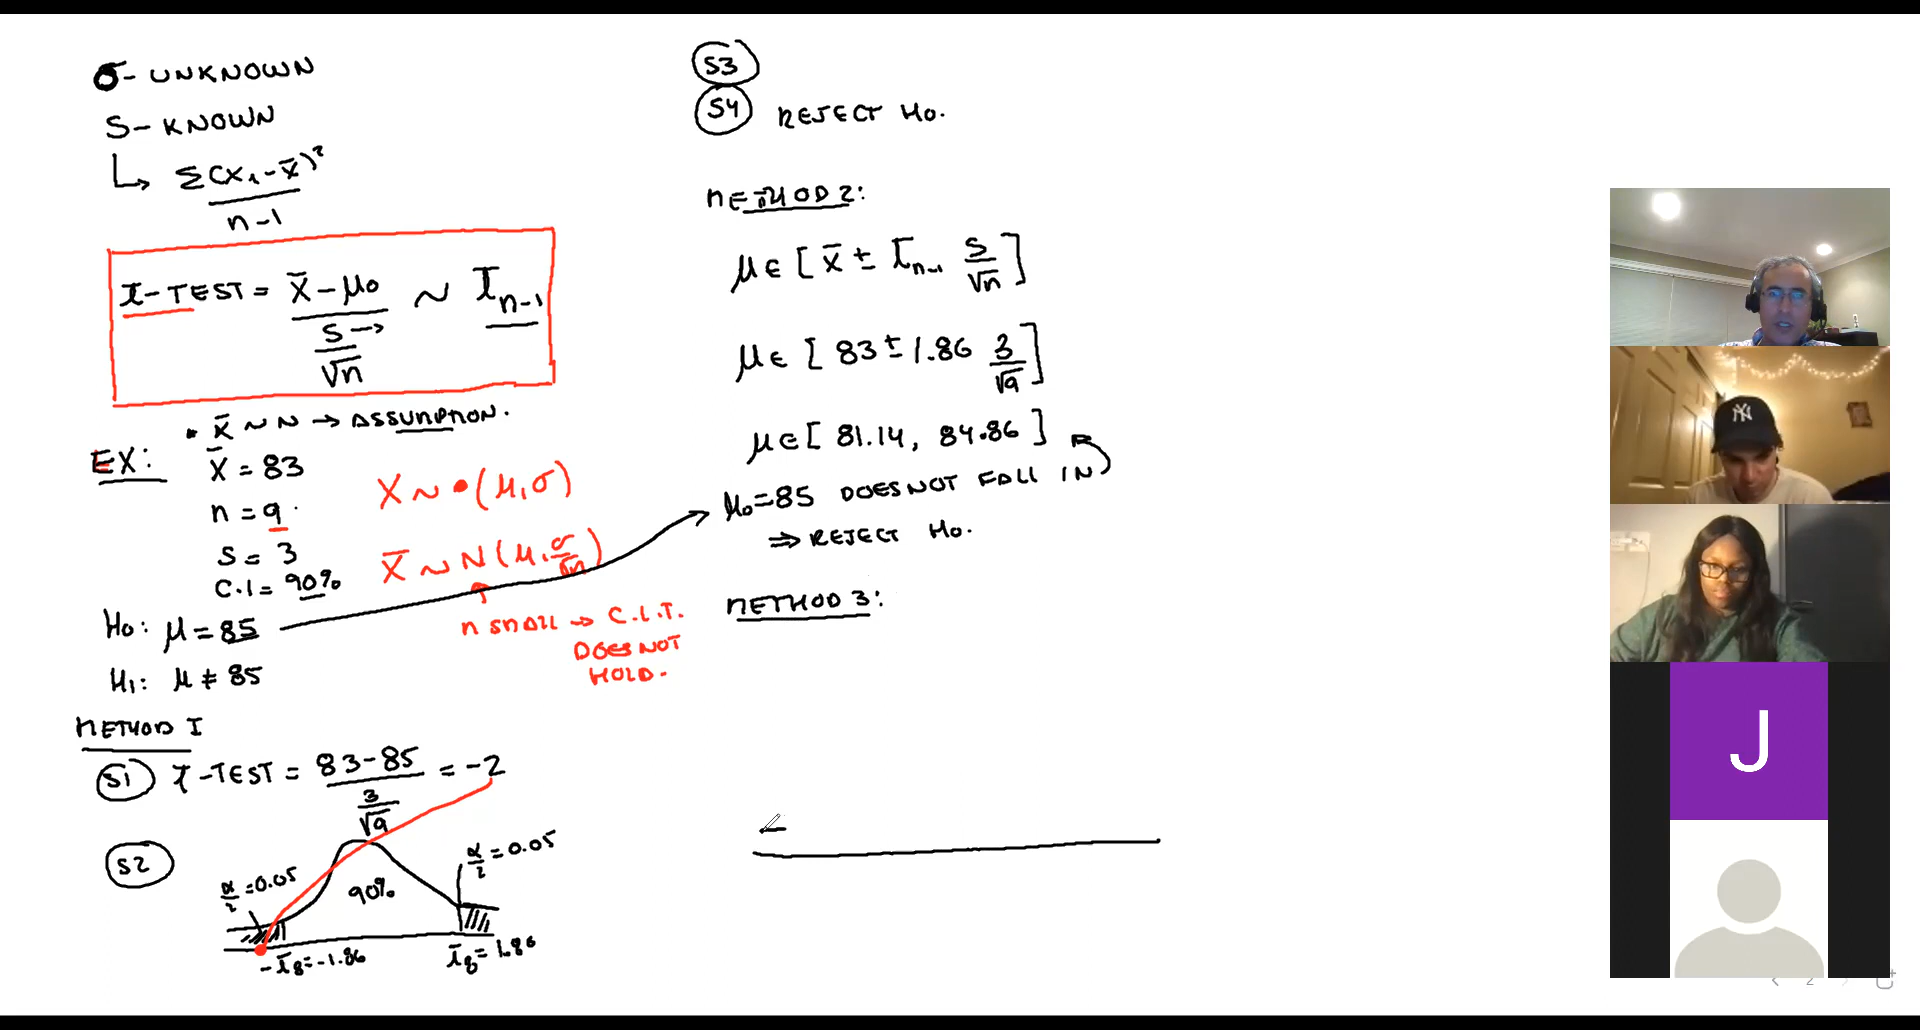 σ- UNKNOWN
S- KNOWN
↳ Σ(xᵢ-x̄)²
n-1
t-TEST = x̄-μ₀ ~ tₙ₋₁
S →
√n
• x̄ ~ N → ASSUMPTION.
EX:
x̄ = 83
n = 9
S = 3
C.I = 90%
X ~ •(μ,σ)
x̄ ~ N(μ, σ/√n)
n SMALL → C.L.T.
DOES NOT
HOLD.
H₀: μ = 85
H₁: μ ≠ 85
METHOD I
S1 t-TEST = 83-85 = -2
3
√9
S2
α/2 = 0.05
90%
α/2 = 0.05
-t₈ = -1.86
t₈ = 1.86
S3
S4 REJECT H₀.
METHOD 2:
μ ∈ [ x̄ ± tₙ₋₁ S/√n ]
μ ∈ [ 83 ± 1.86 3/√9 ]
μ ∈ [ 81.14, 84.86 ]
μ₀ = 85 DOES NOT FALL IN
⇒ REJECT H₀.
METHOD 3:
NY
J
2